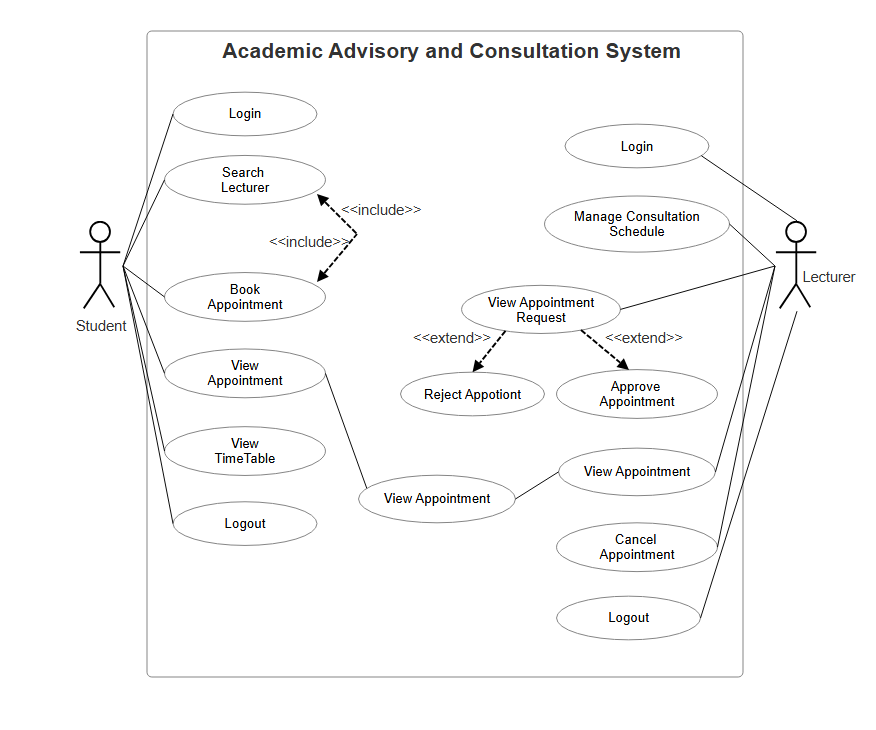 Academic Advisory and Consultation System
Login
Login
Search
Lecturer
<<include>>
Manage Consultation
Schedule
<<include>>
Lecturer
Book
Appointment
View Appointment
Request
Student
<<extend>>
<<extend>>
View
Appointment
Reject Appotiont
Approve
Appointment
View
TimeTable
View Appointment
View Appointment
Logout
Cancel
Appointment
Logout